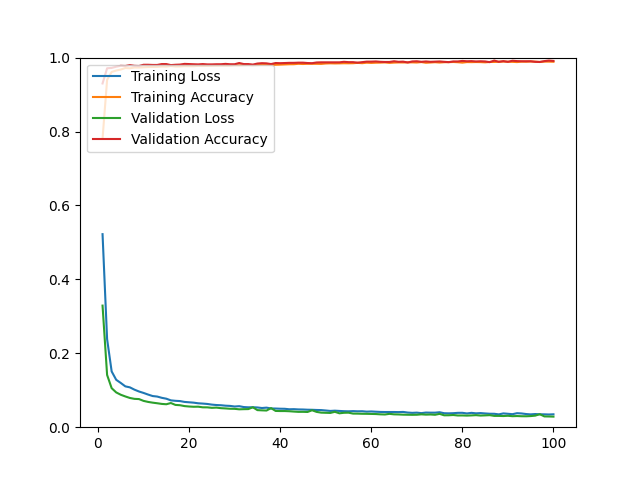 1.0
0.8
0.6
0.4
0.2
0.0
Training Loss
Training Accuracy
Validation Loss
Validation Accuracy
0 20 40 60 80 100